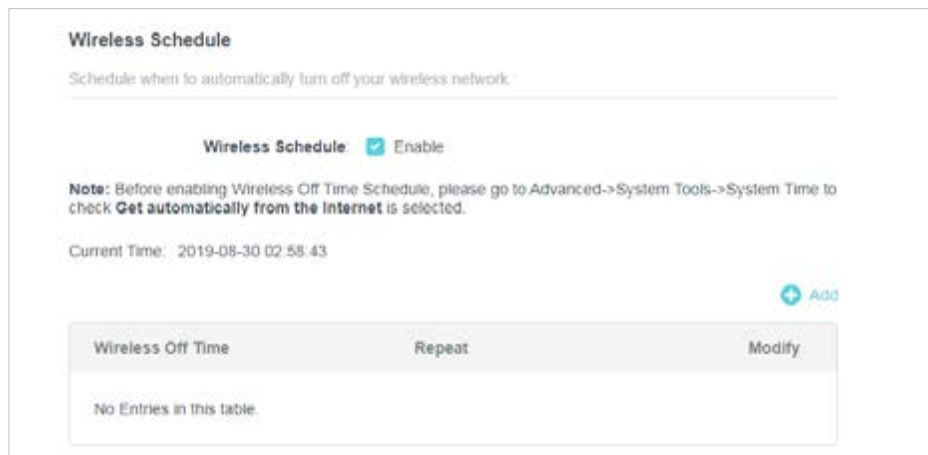 Wireless Schedule
Schedule when to automatically turn off your wireless network.
Wireless Schedule Enable
Note: Before enabling Wireless Off Time Schedule, please go to Advanced->System Tools->System Time to
check Get automatically from the Internet is selected.
Current Time: 2019-08-30 02:58:43
Add
Wireless Off Time Repeat Modify
No Entries in this table.